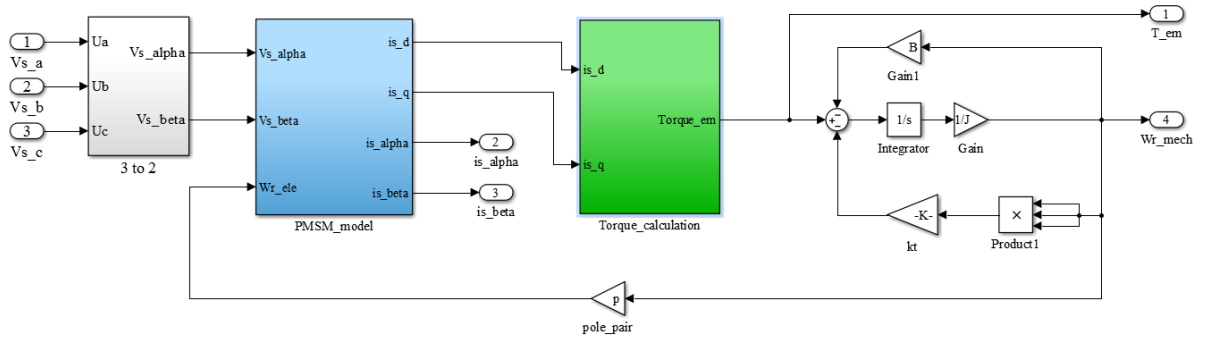 1
Vs_a
2
Vs_b
3
Vs_c
Ua
Ub
Uc
Vs_alpha
Vs_beta
3 to 2
Vs_alpha
Vs_beta
Wr_ele
is_d
is_q
is_alpha
is_beta
PMSM_model
2
is_alpha
3
is_beta
is_d
is_q
Torque_em
Torque_calculation
1
T_em
B
Gain1
+
−
−
1/s
Integrator
1/J
Gain
4
Wr_mech
-K-
kt
×
Product1
p
pole_pair